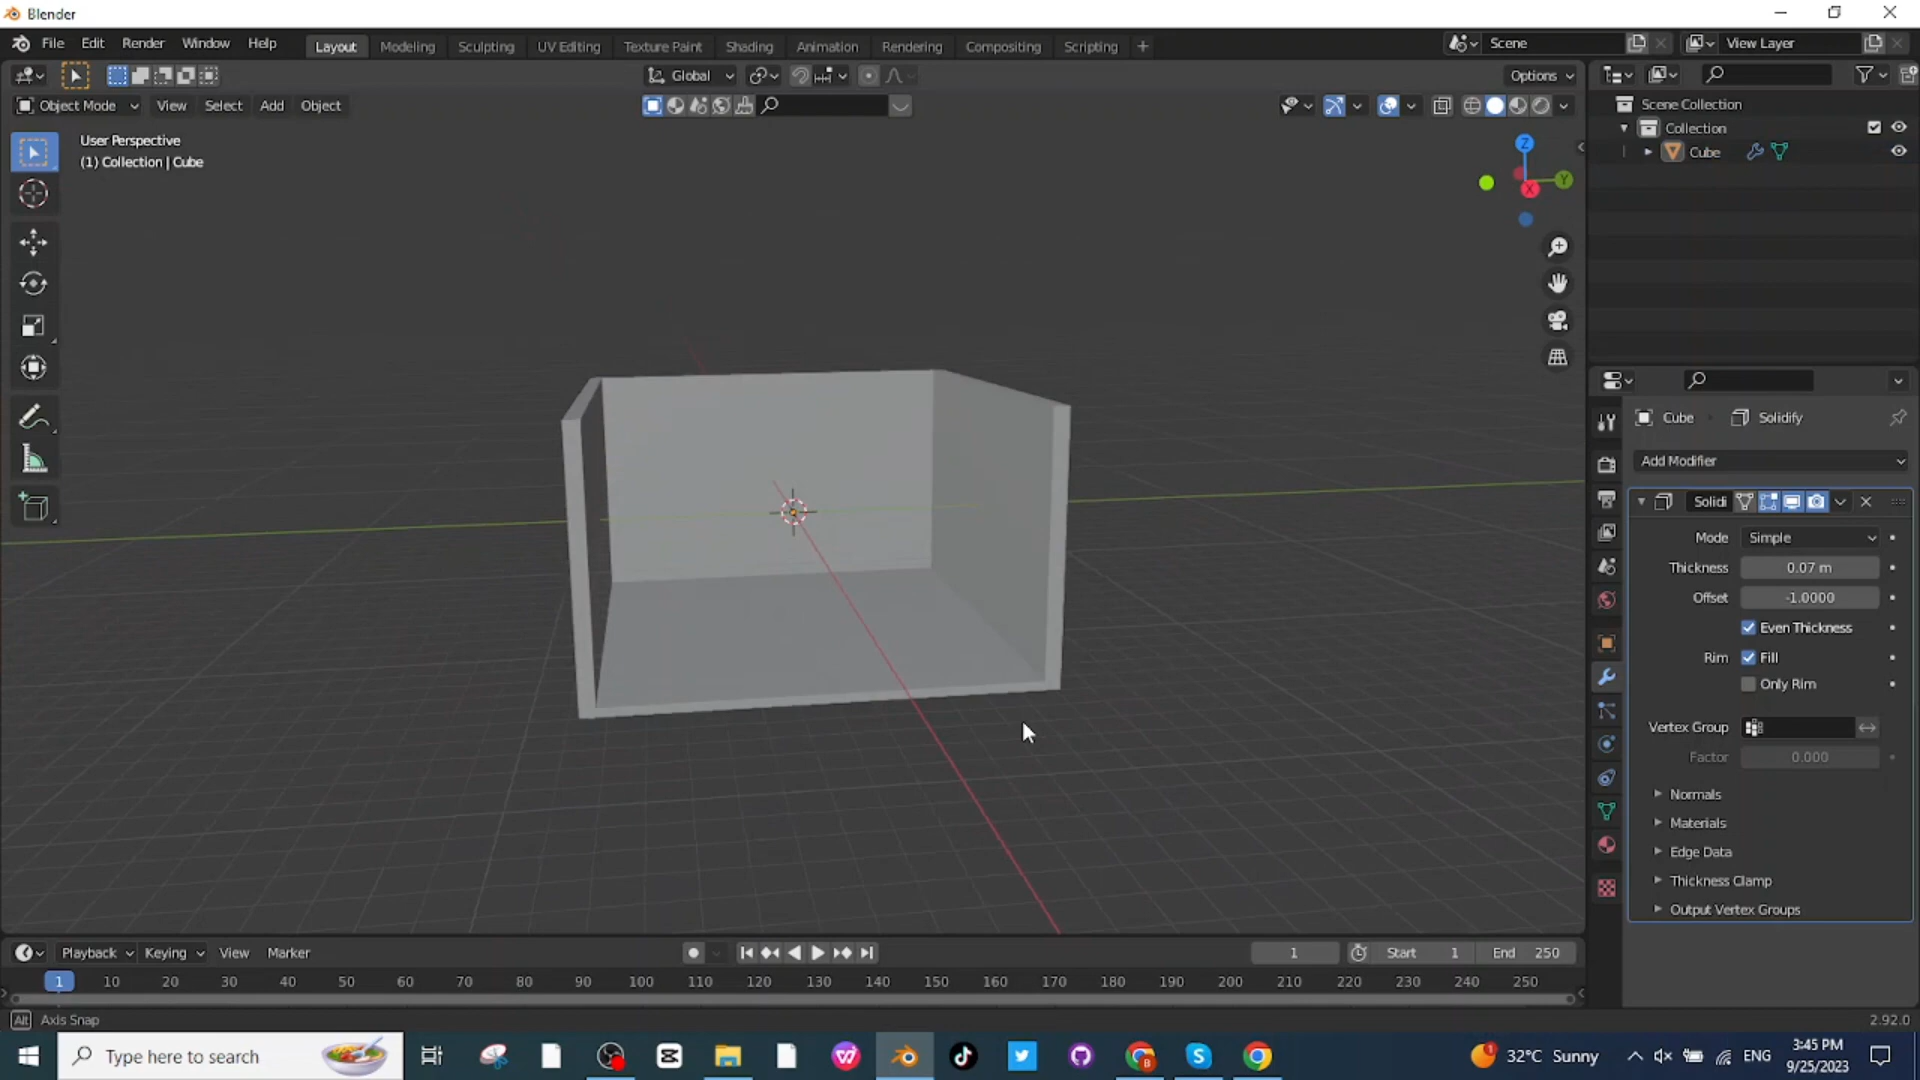 Blender
File Edit Render Window Help Layout Modeling Sculpting UV Editing Texture Paint Shading Animation Rendering Compositing Scripting + Scene View Layer
Global Options
Object Mode View Select Add Object
User Perspective
(1) Collection | Cube
Z
Y
X
Scene Collection
Collection
Cube
Cube Solidify
Add Modifier
Solidi
Mode Simple
Thickness 0.07 m
Offset -1.0000
Even Thickness
Rim Fill
Only Rim
Vertex Group
Factor 0.000
Normals
Materials
Edge Data
Thickness Clamp
Output Vertex Groups
Playback Keying View Marker 1 Start 1 End 250
1 10 20 30 40 50 60 70 80 90 100 110 120 130 140 150 160 170 180 190 200 210 220 230 240 250
Alt Axis Snap 2.92.0
Type here to search 1 32°C Sunny ENG 3:45 PM
9/25/2023